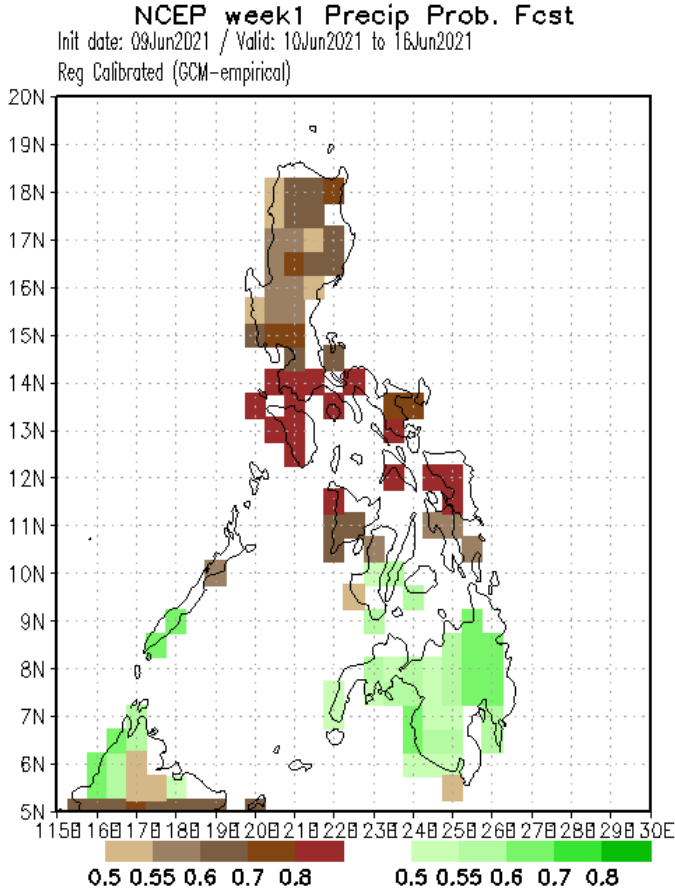 NCEP week1 Precip Prob. Fcst
Init date: 09Jun2021 / Valid: 10Jun2021 to 16Jun2021
Reg Calibrated (GCM-empirical)
20N
19N
18N
17N
16N
15N
14N
13N
12N
11N
10N
9N
8N
7N
6N
5N
115E 116E 117E 118E 119E 120E 121E 122E 123E 124E 125E 126E 127E 128E 129E 130E
0.5 0.55 0.6 0.7 0.8 0.5 0.55 0.6 0.7 0.8